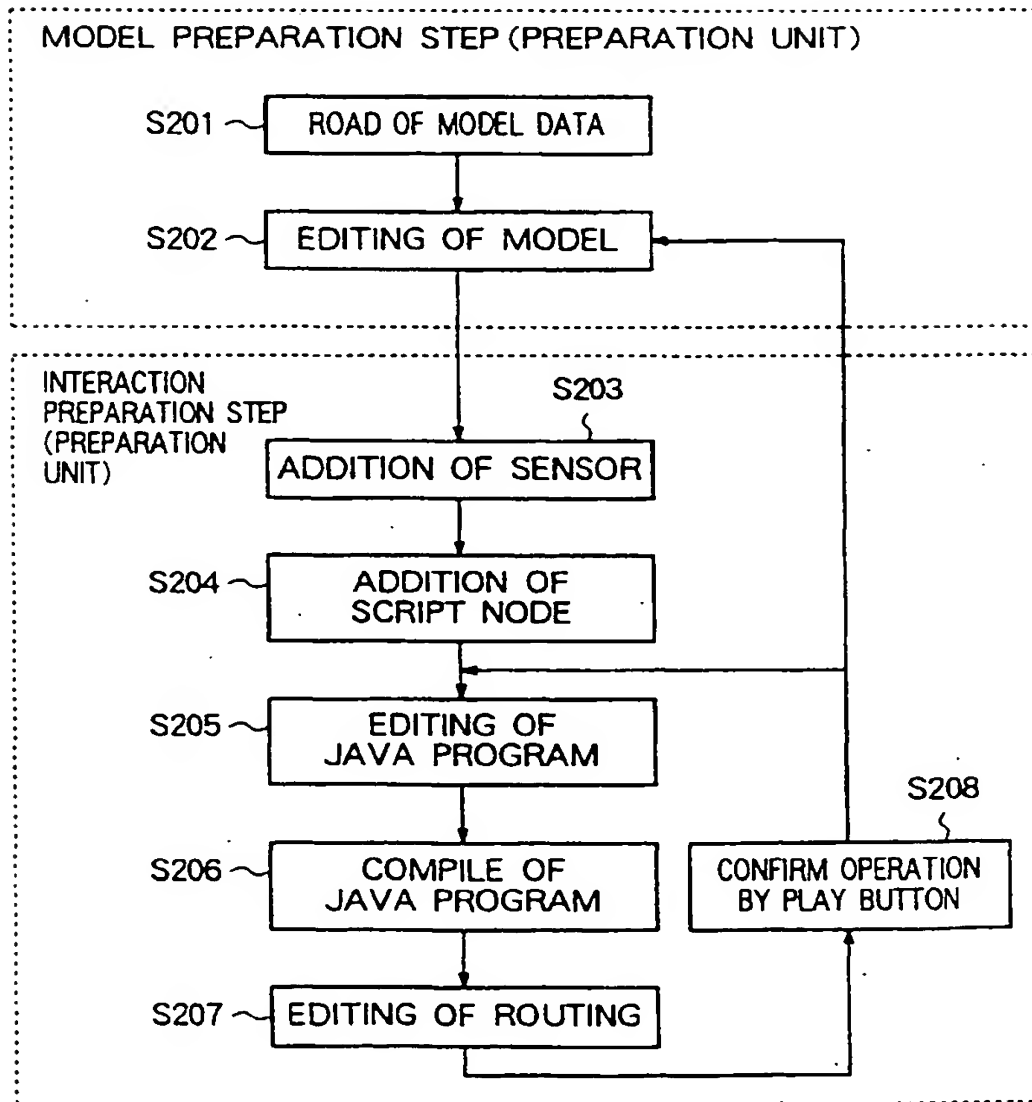 MODEL PREPARATION STEP (PREPARATION UNIT)
S201
ROAD OF MODEL DATA
S202
EDITING OF MODEL
INTERACTION
PREPARATION STEP
(PREPARATION
UNIT)
S203
ADDITION OF SENSOR
S204
ADDITION OF
SCRIPT NODE
S205
EDITING OF
JAVA PROGRAM
S206
COMPILE OF
JAVA PROGRAM
S208
CONFIRM OPERATION
BY PLAY BUTTON
S207
EDITING OF ROUTING